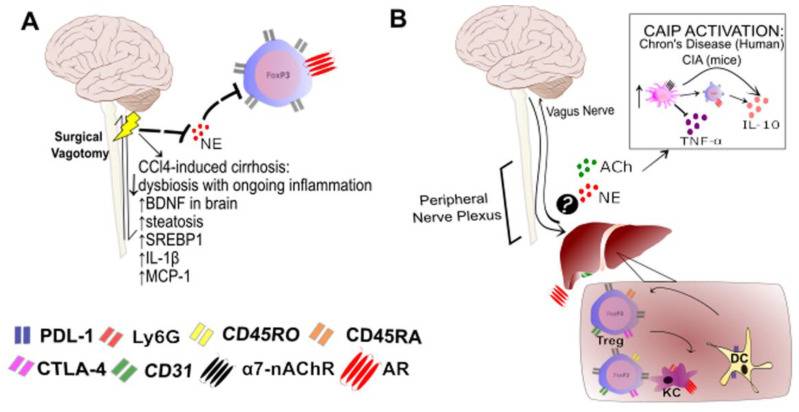 A
FoxP3
Surgical
Vagotomy
NE
CCl4-induced cirrhosis:
↓dysbiosis with ongoing inflammation
↑BDNF in brain
↑steatosis
↑SREBP1
↑IL-1β
↑MCP-1
B
CAIP ACTIVATION:
Chron's Disease (Human)
CIA (mice)
↑
IL-10
TNF-α
Vagus Nerve
ACh
NE
?
Peripheral
Nerve Plexus
FoxP3
Treg
FoxP3
DC
KC
PDL-1 Ly6G CD45RO CD45RA
CTLA-4 CD31 α7-nAChR AR